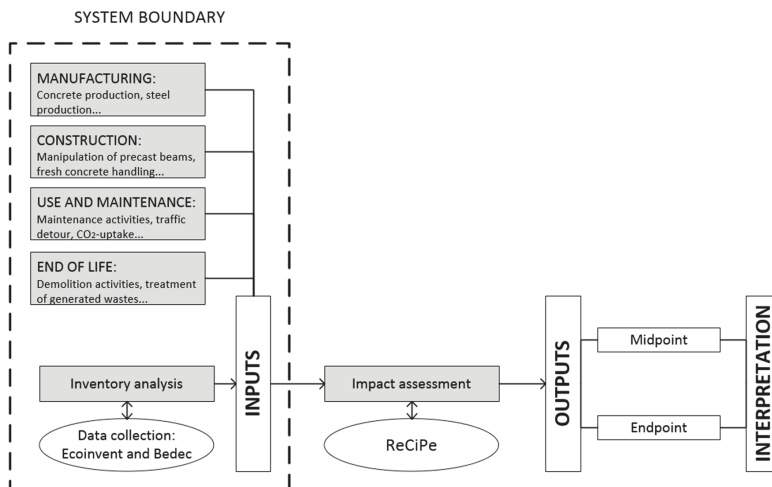 SYSTEM BOUNDARY
MANUFACTURING:
Concrete production, steel
production...
CONSTRUCTION:
Manipulation of precast beams,
fresh concrete handling...
USE AND MAINTENANCE:
Maintenance activities, traffic
detour, CO2-uptake...
END OF LIFE:
Demolition activities, treatment
of generated wastes...
Inventory analysis
Data collection:
Ecoinvent and Bedec
INPUTS
Impact assessment
ReCiPe
OUTPUTS
Midpoint
Endpoint
INTERPRETATION